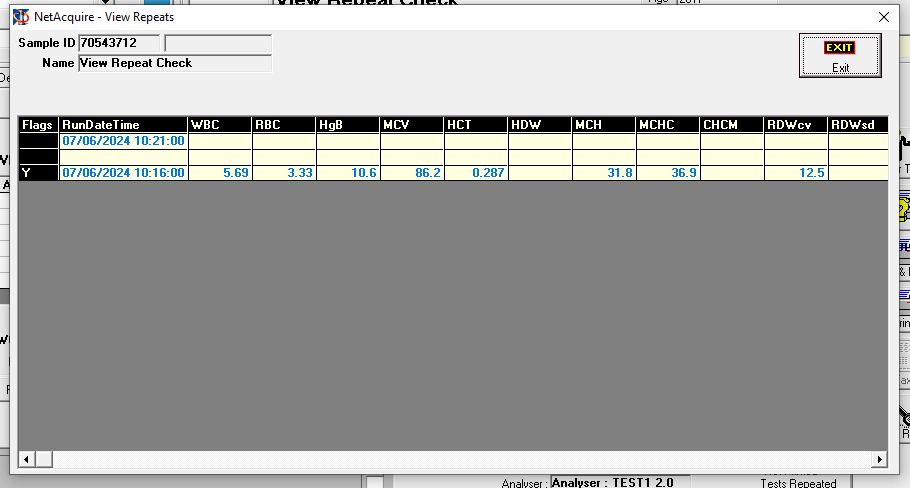 View Repeat Check
NetAcquire - View Repeats
Sample ID 70543712
Name View Repeat Check
EXIT
Exit
Flags RunDateTime WBC RBC HgB MCV HCT HDW MCH MCHC CHCM RDWcv RDWsd
07/06/2024 10:21:00
Y 07/06/2024 10:16:00 5.69 3.33 10.6 86.2 0.287 31.8 36.9 12.5
Analyser : Analyser : TEST1 2.0
Tests Repeated